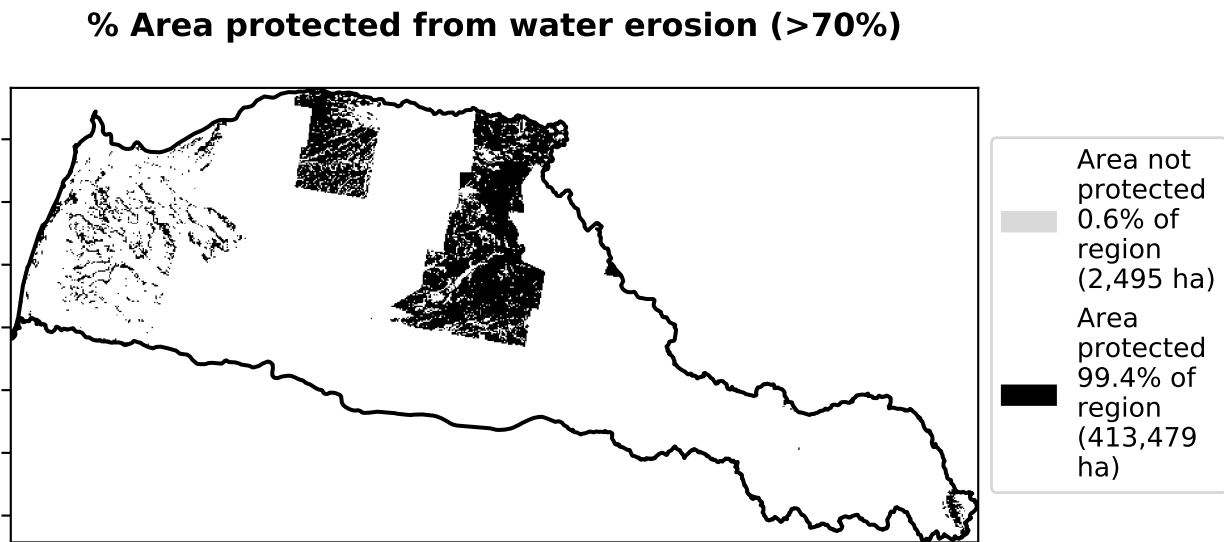 % Area protected from water erosion (>70%)
Area not
protected
0.6% of
region
(2,495 ha)
Area
protected
99.4% of
region
(413,479
ha)